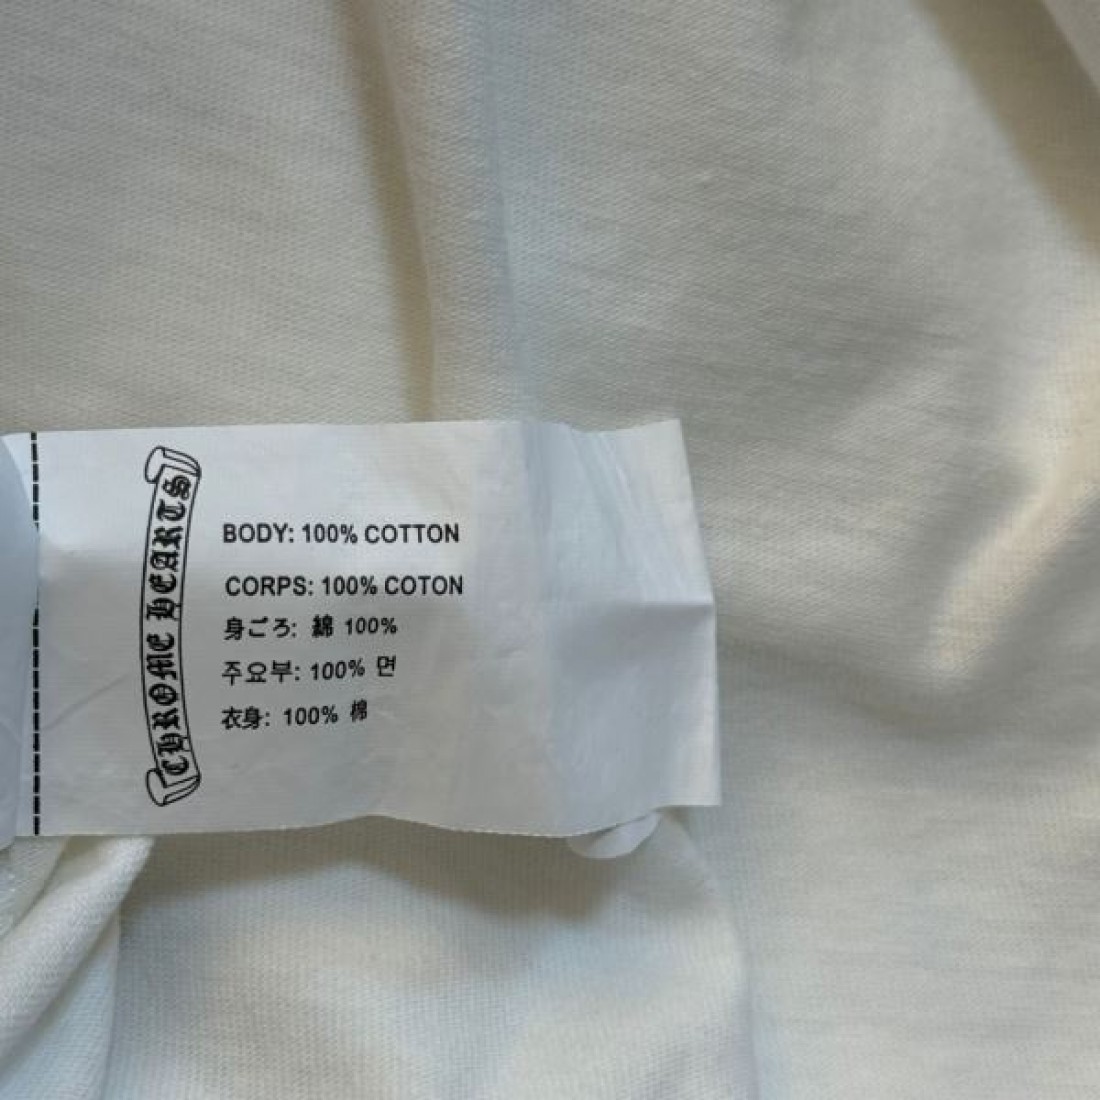 CHROME HEARTS
BODY: 100% COTTON
CORPS: 100% COTON
身ごろ: 綿 100%
주요부: 100% 면
衣身: 100% 棉